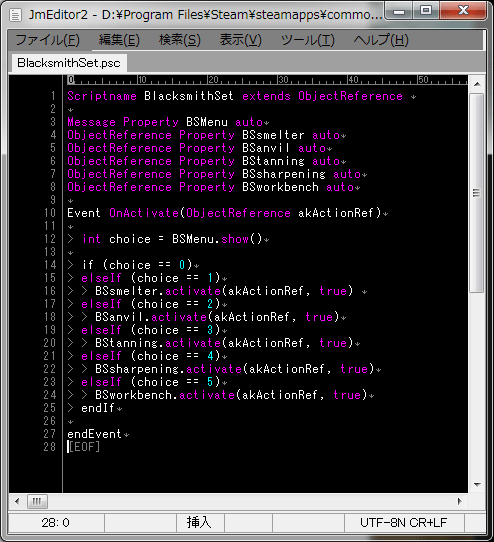 JmEditor2 - D:¥Program Files¥Steam¥steamapps¥commo...
ファイル(F) 編集(E) 検索(S) 表示(V) ツール(T) ヘルプ(H)
BlacksmithSet.psc
0 10 20 30 40 50
1 Scriptname BlacksmithSet extends ObjectReference
2
3 Message Property BSMenu auto
4 ObjectReference Property BSsmelter auto
5 ObjectReference Property BSanvil auto
6 ObjectReference Property BStanning auto
7 ObjectReference Property BSsharpening auto
8 ObjectReference Property BSworkbench auto
9
10 Event OnActivate(ObjectReference akActionRef)
11
12 > int choice = BSMenu.show()
13
14 > if (choice == 0)
15 > elseIf (choice == 1)
16 > > BSsmelter.activate(akActionRef, true)
17 > elseIf (choice == 2)
18 > > BSanvil.activate(akActionRef, true)
19 > elseIf (choice == 3)
20 > > BStanning.activate(akActionRef, true)
21 > elseIf (choice == 4)
22 > > BSsharpening.activate(akActionRef, true)
23 > elseIf (choice == 5)
24 > > BSworkbench.activate(akActionRef, true)
25 > endIf
26
27 endEvent
28 [EOF]
28: 0 挿入 UTF-8N CR+LF